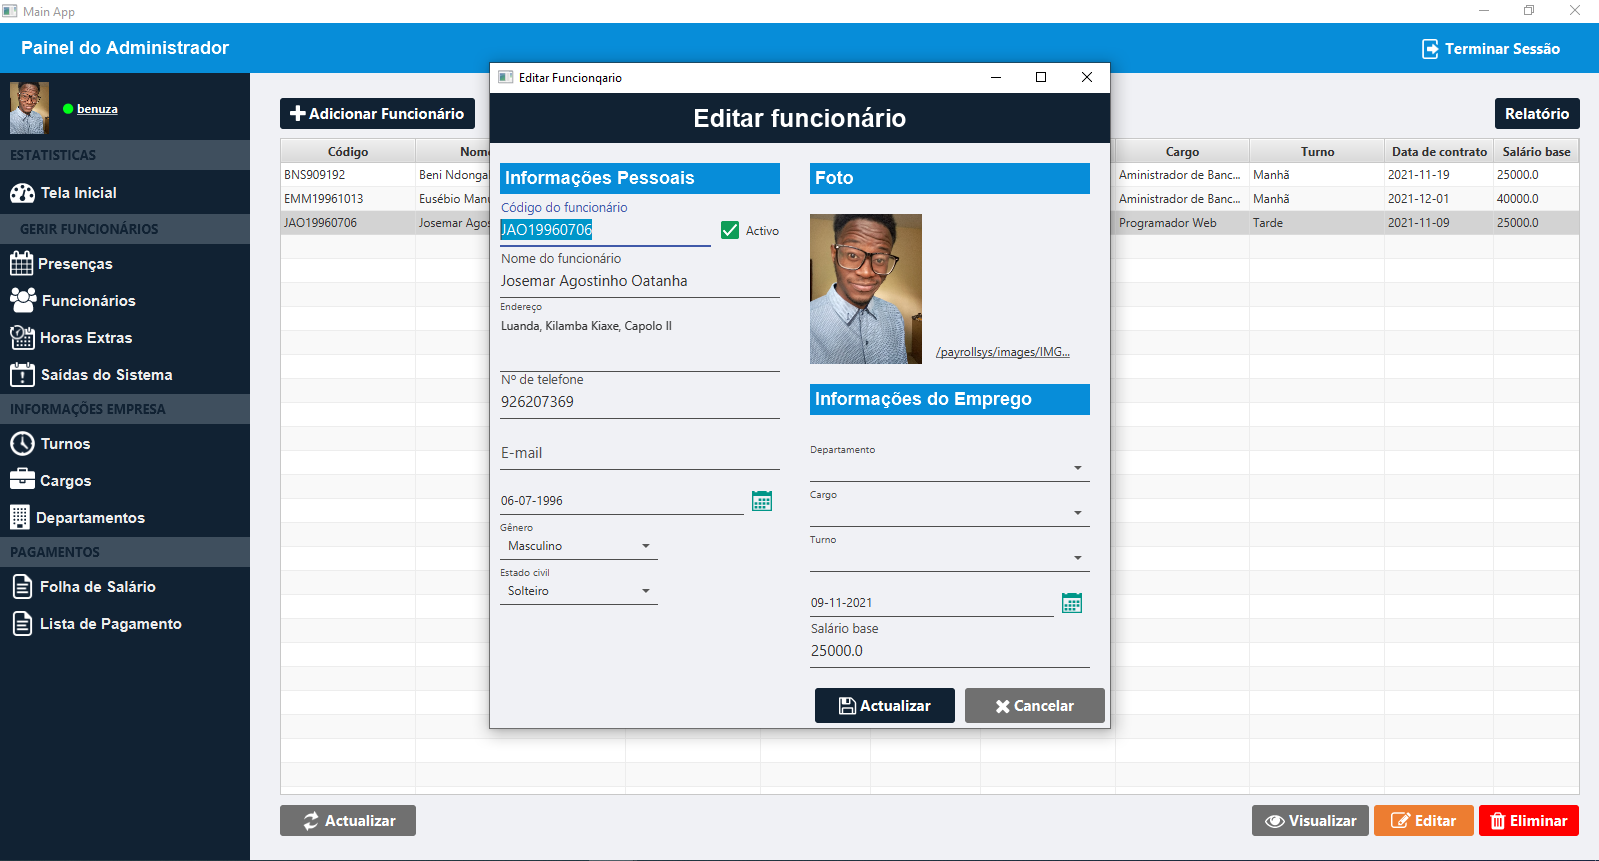 Main App
Painel do Administrador
Terminar Sessão
benuza
ESTATISTICAS
Tela Inicial
GERIR FUNCIONÁRIOS
Presenças
Funcionários
Horas Extras
Saídas do Sistema
INFORMAÇÕES EMPRESA
Turnos
Cargos
Departamentos
PAGAMENTOS
Folha de Salário
Lista de Pagamento
Adicionar Funcionário
Relatório
Código Nome Cargo Turno Data de contrato Salário base
BNS909192 Beni Ndonga Aministrador de Banc... Manhã 2021-11-19 25000.0
EMM19961013 Eusébio Man Aministrador de Banc... Manhã 2021-12-01 40000.0
JAO19960706 Josemar Agos Programador Web Tarde 2021-11-09 25000.0
Editar Funcionqario
Editar funcionário
Informações Pessoais
Código do funcionário
JAO19960706
Activo
Nome do funcionário
Josemar Agostinho Oatanha
Endereço
Luanda, Kilamba Kiaxe, Capolo II
Nº de telefone
926207369
E-mail
06-07-1996
Gênero
Masculino
Estado civil
Solteiro
Foto
/payrollsys/images/IMG...
Informações do Emprego
Departamento
Cargo
Turno
09-11-2021
Salário base
25000.0
Actualizar
Cancelar
Actualizar
Visualizar
Editar
Eliminar